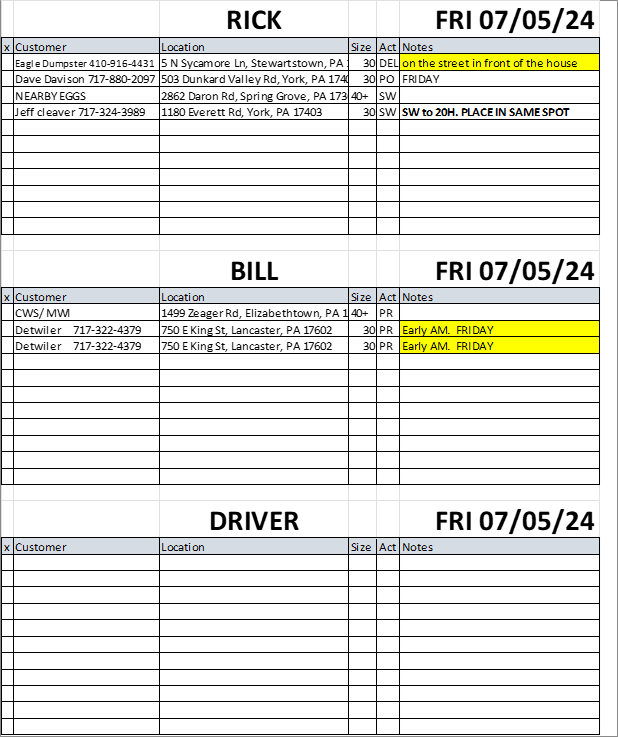 RICK FRI 07/05/24
x Customer Location Size Act Notes
Eagle Dumpster 410-916-4431 5 N Sycamore Ln, Stewartstown, PA 30 DEL on the street in front of the house
Dave Davison 717-880-2097 503 Dunkard Valley Rd, York, PA 1740 30 PO FRIDAY
NEARBY EGGS 2862 Daron Rd, Spring Grove, PA 173 40+ SW
Jeff cleaver 717-324-3989 1180 Everett Rd, York, PA 17403 30 SW SW to 20H. PLACE IN SAME SPOT
BILL FRI 07/05/24
x Customer Location Size Act Notes
CWS/ MWI 1499 Zeager Rd, Elizabethtown, PA 1 40+ PR
Detwiler 717-322-4379 750 E King St, Lancaster, PA 17602 30 PR Early AM. FRIDAY
Detwiler 717-322-4379 750 E King St, Lancaster, PA 17602 30 PR Early AM. FRIDAY
DRIVER FRI 07/05/24
x Customer Location Size Act Notes